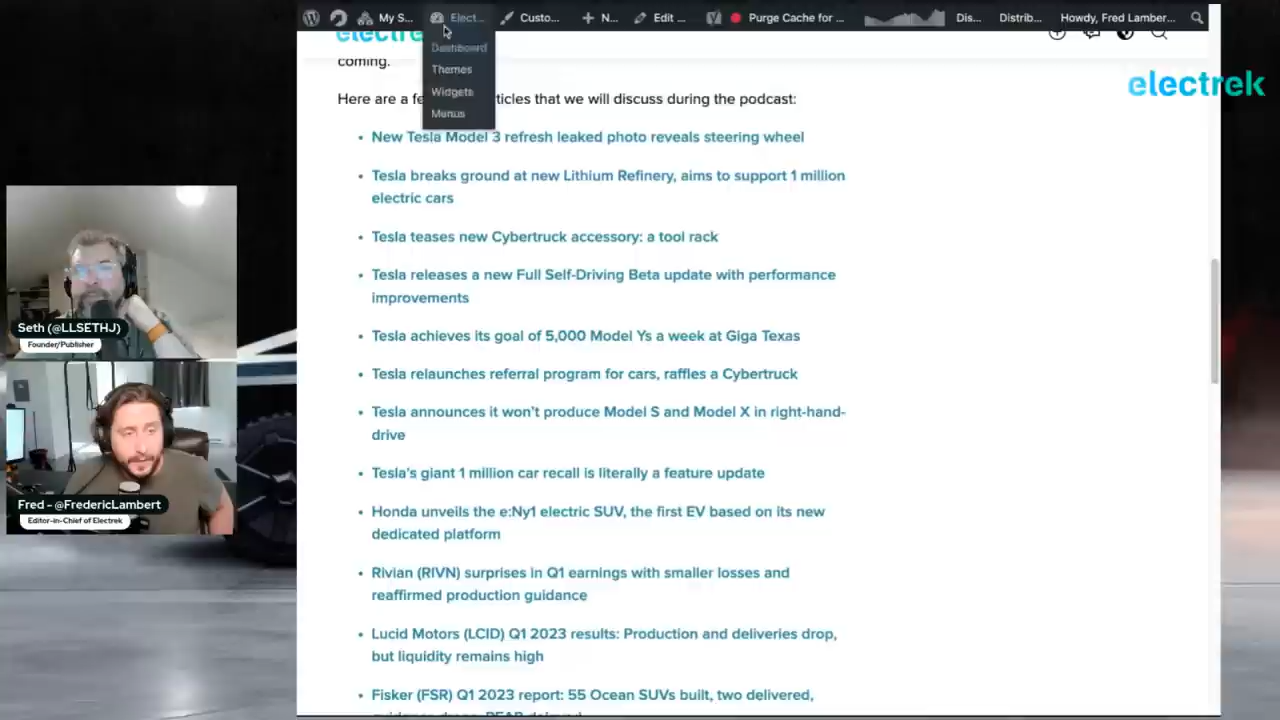 My S...
Elect...
Custo...
N...
Edit ...
Purge Cache for ...
Dis...
Distrib...
Howdy, Fred Lamber...
electrek
Dashboard
Themes
Widgets
Menus
coming.
electrek
Here are a fe
ticles that we will discuss during the podcast:
• New Tesla Model 3 refresh leaked photo reveals steering wheel
• Tesla breaks ground at new Lithium Refinery, aims to support 1 million
electric cars
• Tesla teases new Cybertruck accessory: a tool rack
• Tesla releases a new Full Self-Driving Beta update with performance
improvements
• Tesla achieves its goal of 5,000 Model Ys a week at Giga Texas
• Tesla relaunches referral program for cars, raffles a Cybertruck
• Tesla announces it won't produce Model S and Model X in right-hand-
drive
• Tesla's giant 1 million car recall is literally a feature update
• Honda unveils the e:Ny1 electric SUV, the first EV based on its new
dedicated platform
• Rivian (RIVN) surprises in Q1 earnings with smaller losses and
reaffirmed production guidance
• Lucid Motors (LCID) Q1 2023 results: Production and deliveries drop,
but liquidity remains high
• Fisker (FSR) Q1 2023 report: 55 Ocean SUVs built, two delivered,
Seth (@LLSETHJ)
Founder/Publisher
Fred - @FredericLambert
Editor-in-Chief of Electrek